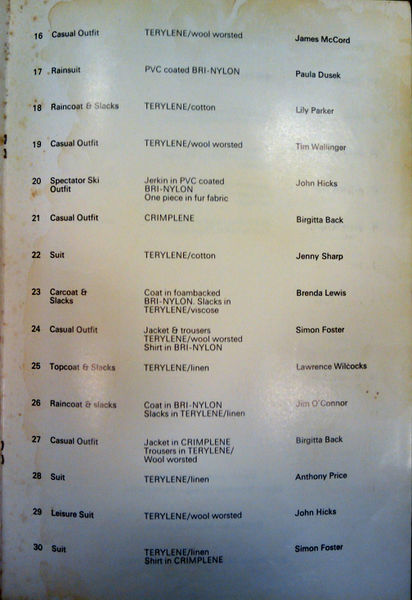 16 Casual Outfit TERYLENE/wool worsted James McCord
17 Rainsuit PVC coated BRI-NYLON Paula Dusek
18 Raincoat & Slacks TERYLENE/cotton Lily Parker
19 Casual Outfit TERYLENE/wool worsted Tim Wallinger
20 Spectator Ski Jerkin in PVC coated John Hicks
Outfit BRI-NYLON
One piece in fur fabric
21 Casual Outfit CRIMPLENE Birgitta Back
22 Suit TERYLENE/cotton Jenny Sharp
23 Carcoat & Coat in foambacked Brenda Lewis
Slacks BRI-NYLON. Slacks in
TERYLENE/viscose
24 Casual Outfit Jacket & trousers Simon Foster
TERYLENE/wool worsted
Shirt in BRI-NYLON
25 Topcoat & Slacks TERYLENE/linen Lawrence Wilcocks
26 Raincoat & slacks Coat in BRI-NYLON Jim O'Connor
Slacks in TERYLENE/linen
27 Casual Outfit Jacket in CRIMPLENE Birgitta Back
Trousers in TERYLENE/
Wool worsted
28 Suit TERYLENE/linen Anthony Price
29 Leisure Suit TERYLENE/wool worsted John Hicks
30 Suit TERYLENE/linen Simon Foster
Shirt in CRIMPLENE